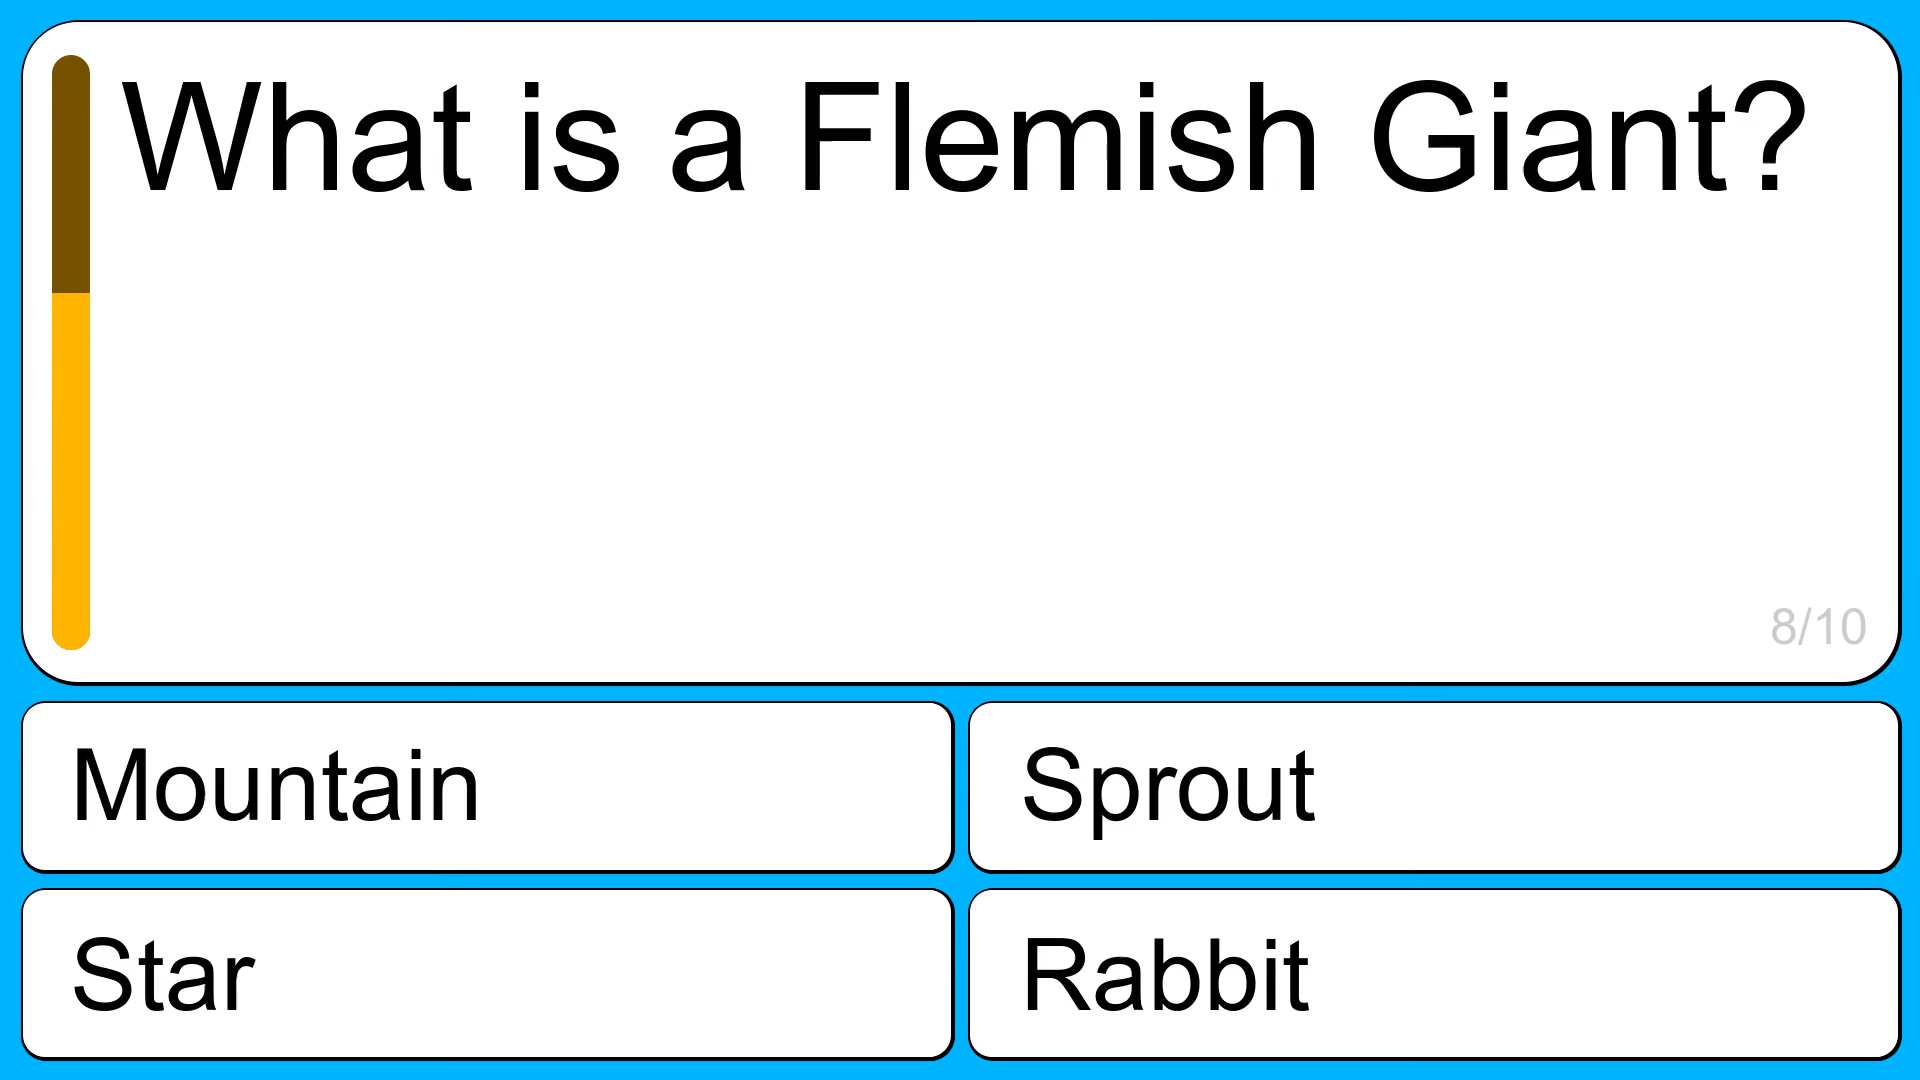 What is a Flemish Giant?
8/10
Mountain
Sprout
Star
Rabbit